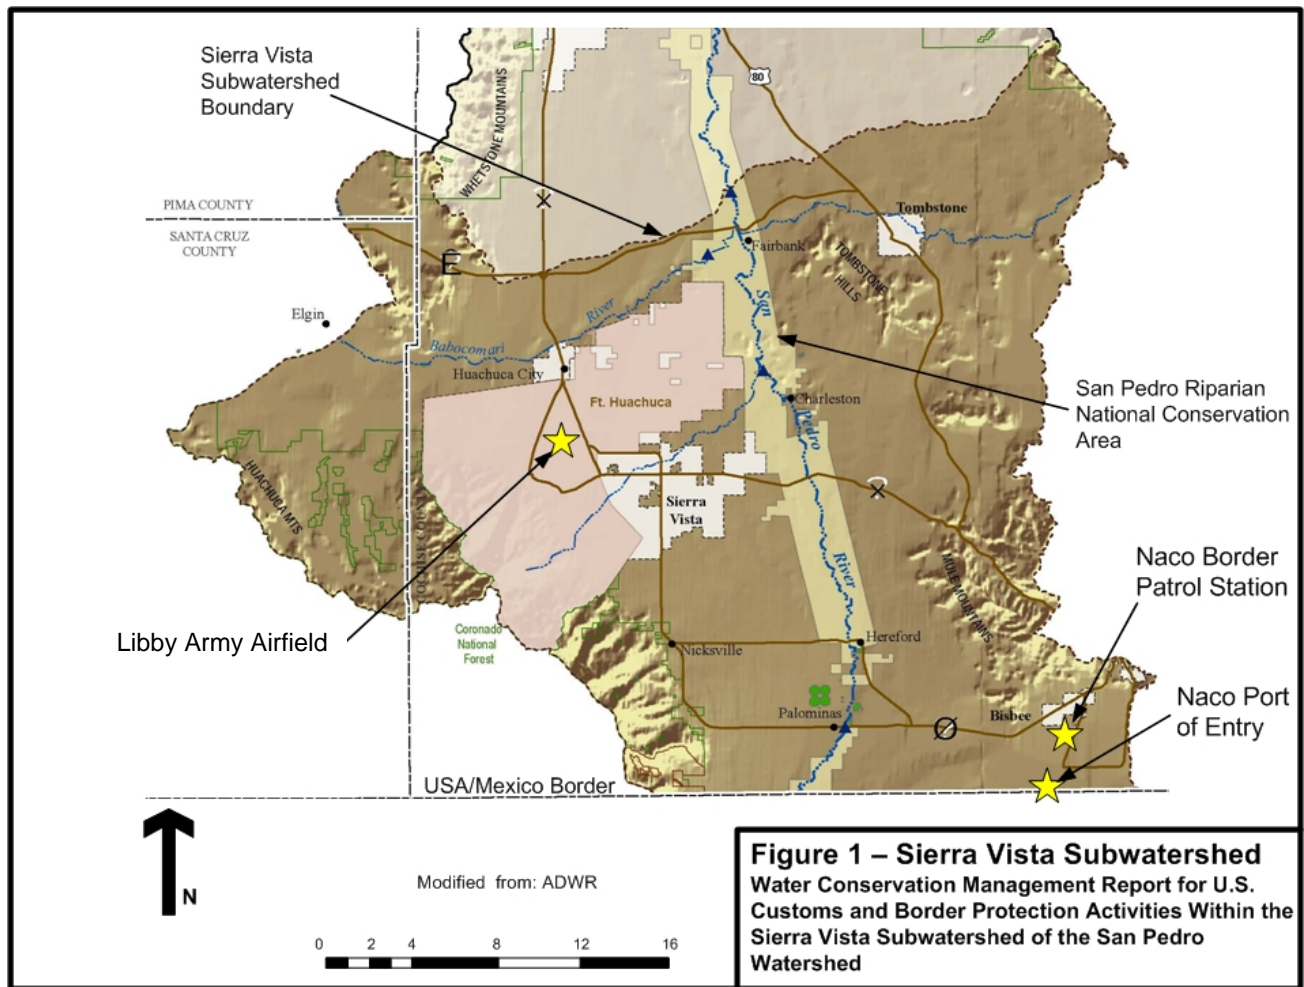 Sierra Vista
Subwatershed
Boundary
WHETSTONE MOUNTAINS
80
PIMA COUNTY
SANTA CRUZ
COUNTY
Tombstone
Fairbank
TOMBSTONE
HILLS
Elgin
San
River
Babocomari
Huachuca City
Ft. Huachuca
Charleston
Pedro
San Pedro Riparian
National Conservation
Area
HUACHUCA MTS
Sierra
Vista
River
MULE MOUNTAINS
Naco Border
Patrol Station
Libby Army Airfield
Coronado
National
Forest
Nicksville
Hereford
Naco Port
of Entry
Palominas
Bisbee
USA/Mexico Border
N
Modified from: ADWR
0 2 4 8 12 16
Figure 1 – Sierra Vista Subwatershed
Water Conservation Management Report for U.S.
Customs and Border Protection Activities Within the
Sierra Vista Subwatershed of the San Pedro
Watershed